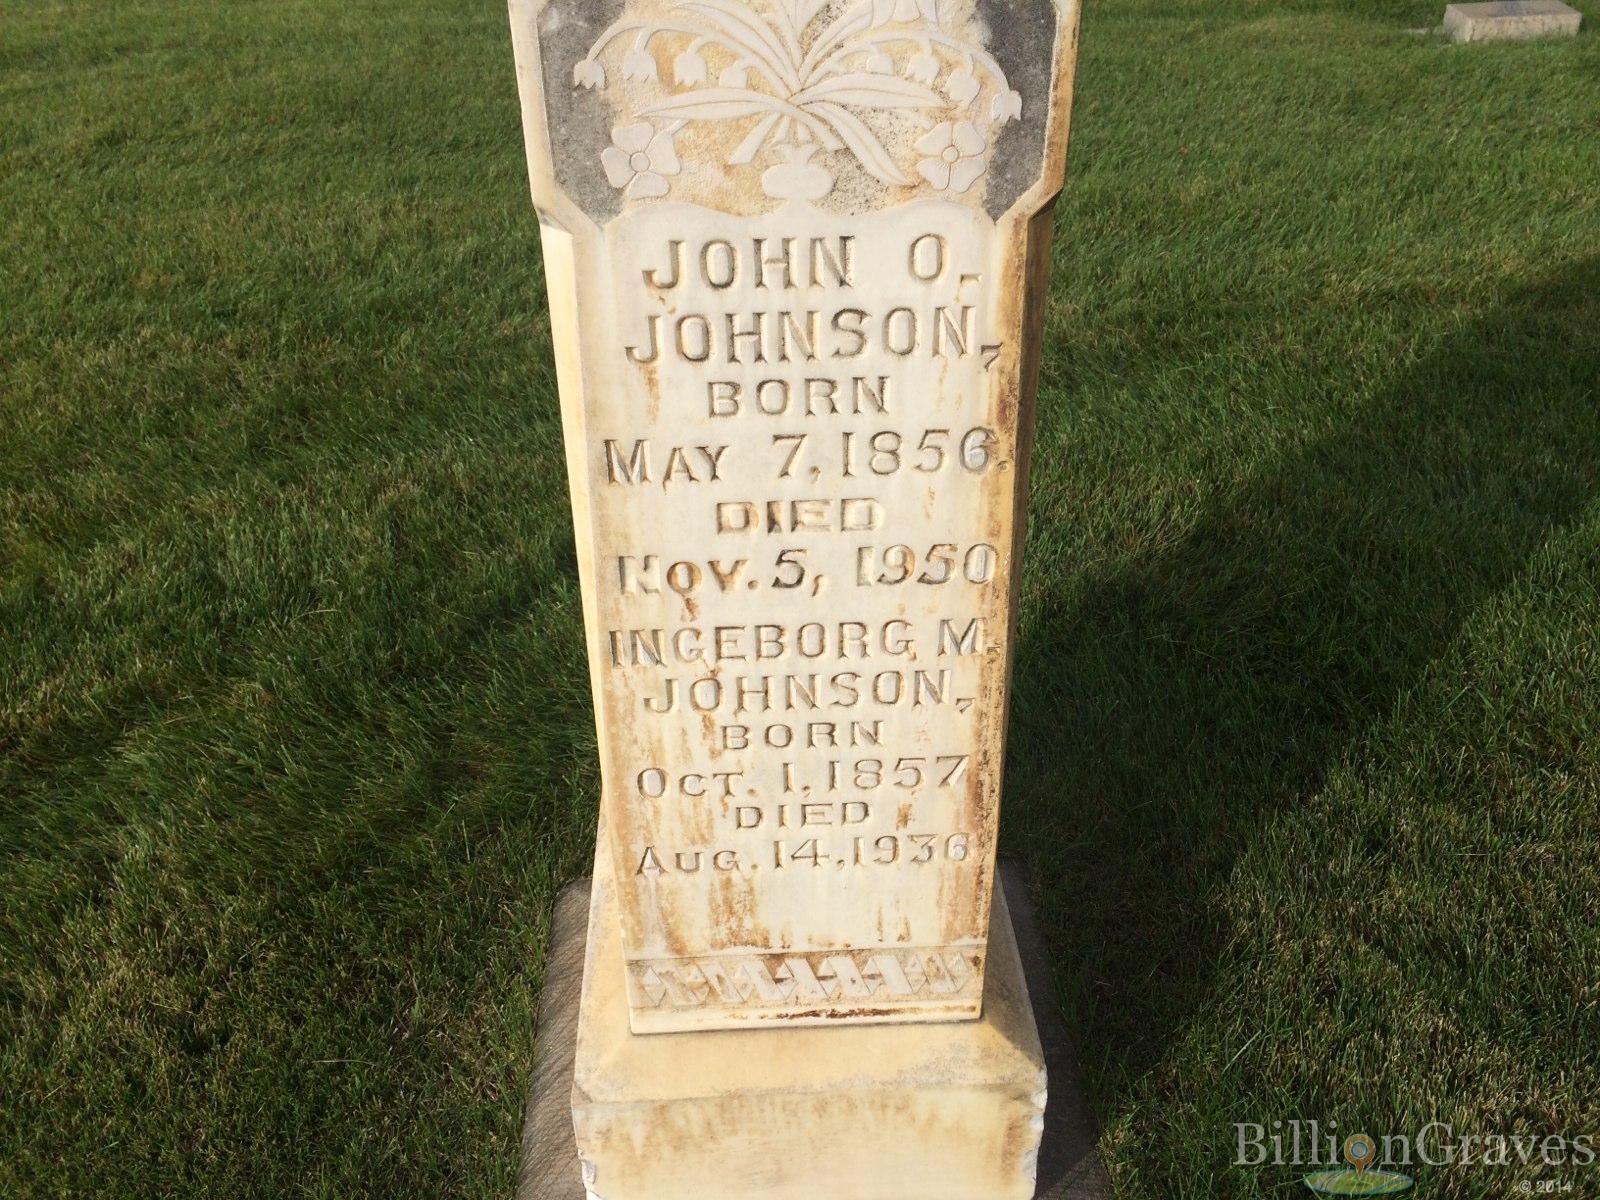 JOHN O.
JOHNSON,
BORN
MAY 7, 1856.
DIED
NOV. 5, 1950
INGEBORG M.
JOHNSON,
BORN
OCT. 1, 1857
DIED
AUG. 14, 1936
BillionGraves
© 2014